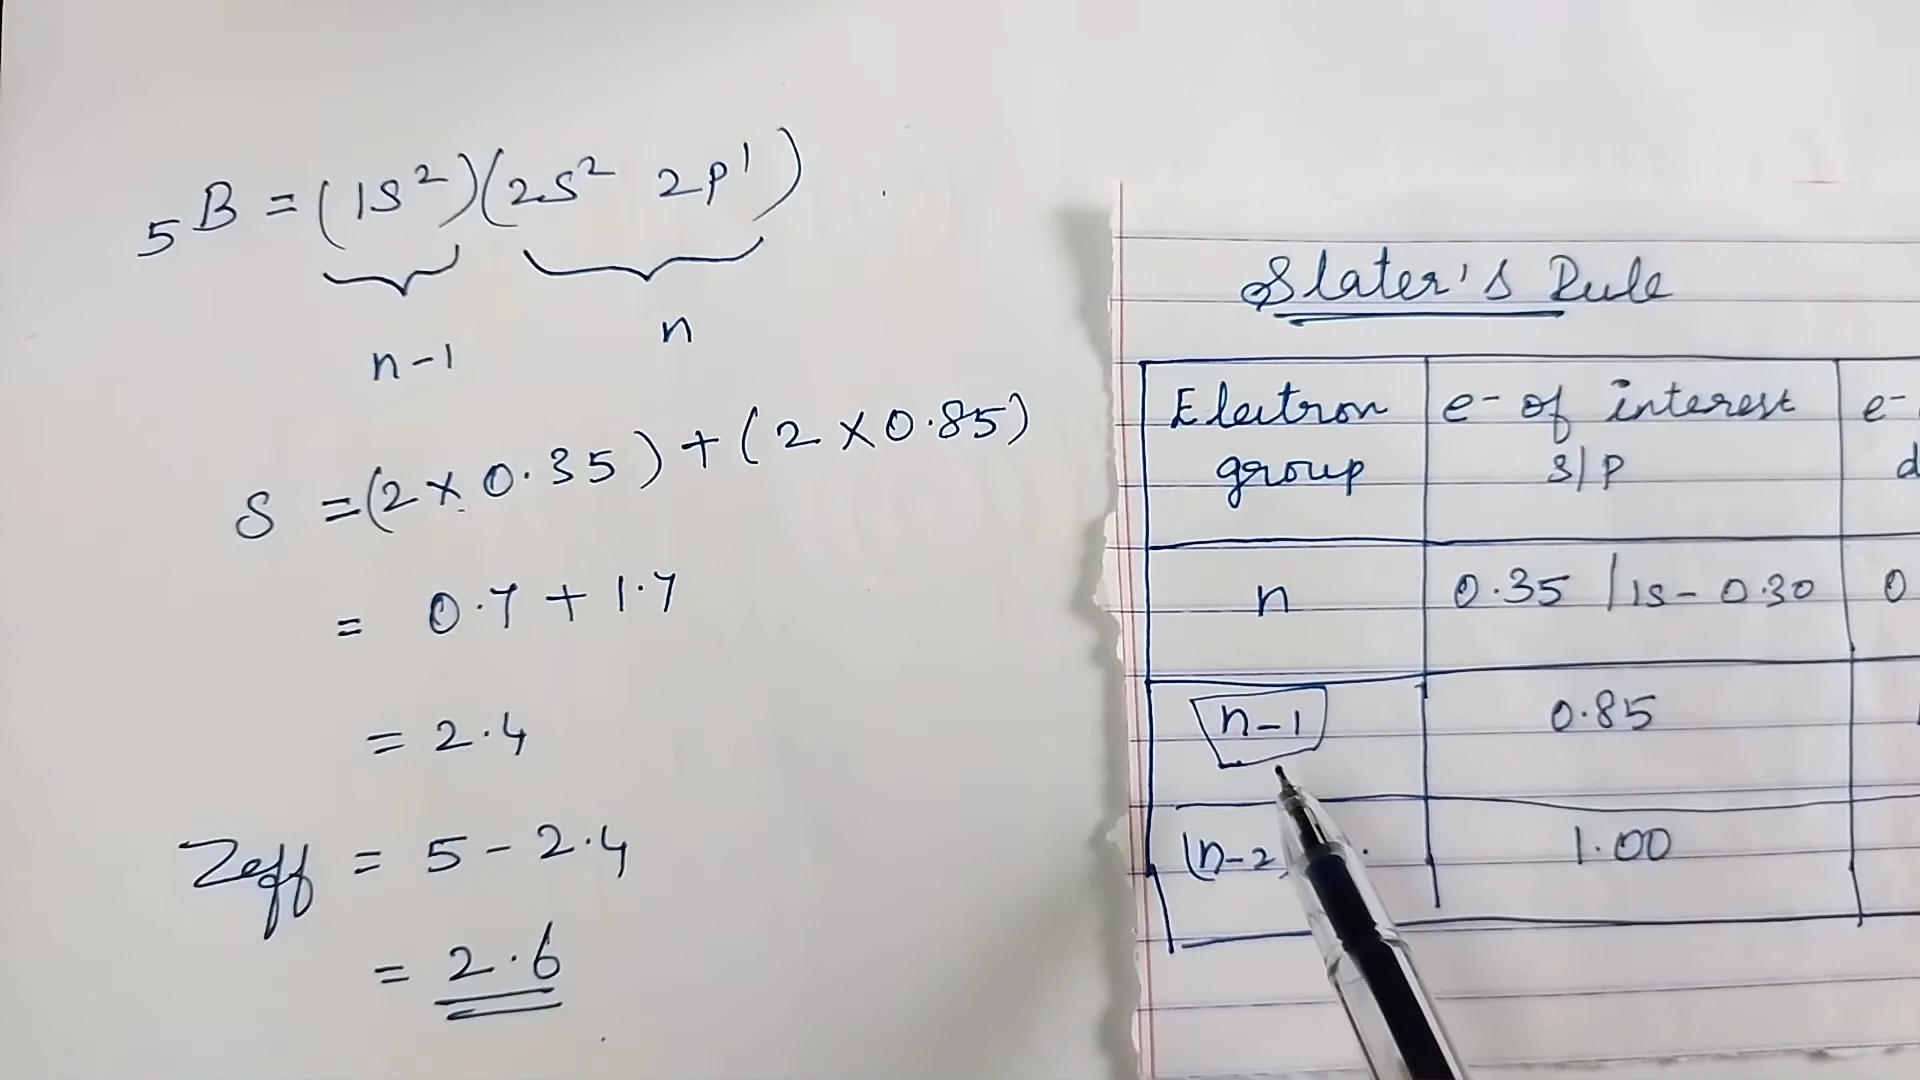 ₅B = (1s²)(2s² 2p¹)
n-1 n
S = (2 × 0.35) + (2 × 0.85)
= 0.7 + 1.7
= 2.4
Zeff = 5 - 2.4
= 2.6
Slater's Rule
Electron group | e- of interest s/p | e-
n | 0.35 / 1s - 0.30 | 0
n-1 | 0.85
(n-2) | 1.00